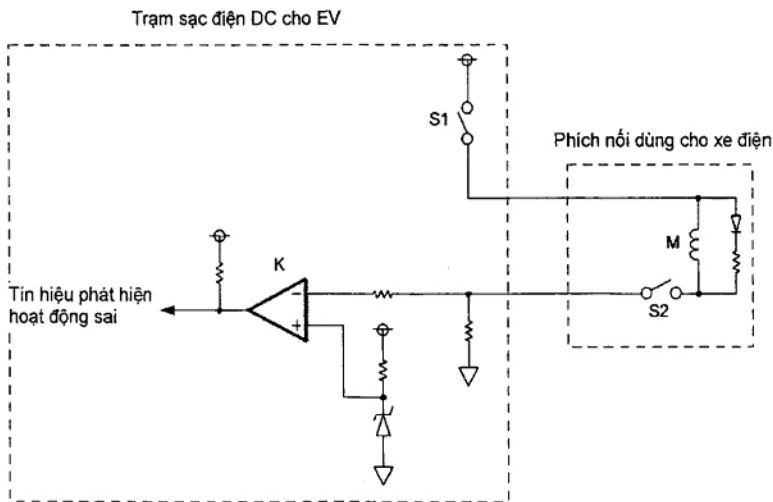 Trạm sạc điện DC cho EV
S1
Phích nối dùng cho xe điện
M
K
Tín hiệu phát hiện
hoạt động sai
S2